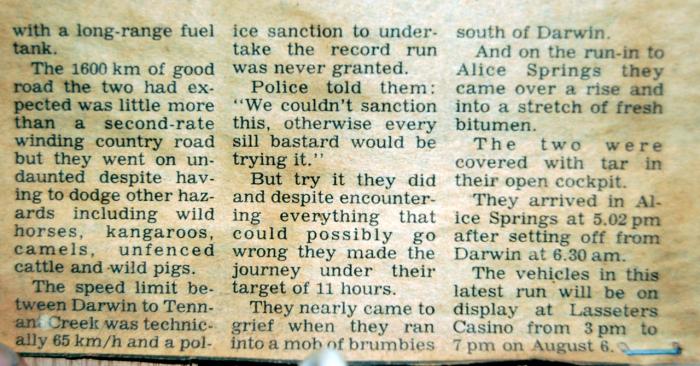 with a long-range fuel
tank.
The 1600 km of good
road the two had ex-
pected was little more
than a second-rate
winding country road
but they went on un-
daunted despite hav-
ing to dodge other haz-
ards including wild
horses, kangaroos,
camels, unfenced
cattle and wild pigs.
The speed limit be-
tween Darwin to Tenn-
ant Creek was technic-
ally 65 km/h and a pol-
ice sanction to under-
take the record run
was never granted.
Police told them:
“We couldn’t sanction
this, otherwise every
sill bastard would be
trying it.”
But try it they did
and despite encounter-
ing everything that
could possibly go
wrong they made the
journey under their
target of 11 hours.
They nearly came to
grief when they ran
into a mob of brumbies
south of Darwin.
And on the run-in to
Alice Springs they
came over a rise and
into a stretch of fresh
bitumen.
The two were
covered with tar in
their open cockpit.
They arrived in Al-
ice Springs at 5.02 pm
after setting off from
Darwin at 6.30 am.
The vehicles in this
latest run will be on
display at Lasseters
Casino from 3 pm to
7 pm on August 6.